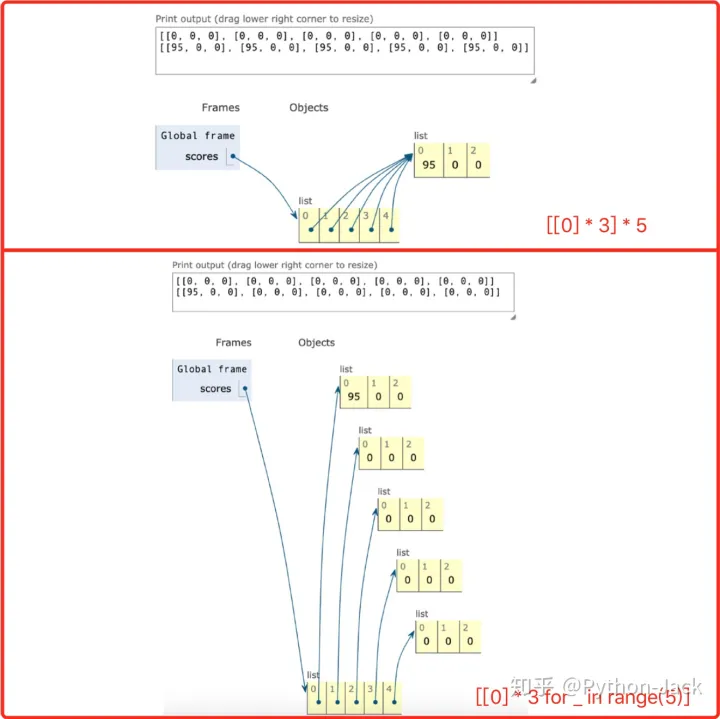 Print output (drag lower right corner to resize)
[[0, 0, 0], [0, 0, 0], [0, 0, 0], [0, 0, 0], [0, 0, 0]]
[[95, 0, 0], [95, 0, 0], [95, 0, 0], [95, 0, 0], [95, 0, 0]]
Frames Objects
Global frame
scores
list
0 1 2
95 0 0
list
0 1 2 3 4
[[0] * 3] * 5
Print output (drag lower right corner to resize)
[[0, 0, 0], [0, 0, 0], [0, 0, 0], [0, 0, 0], [0, 0, 0]]
[[95, 0, 0], [0, 0, 0], [0, 0, 0], [0, 0, 0], [0, 0, 0]]
Frames Objects
Global frame
scores
list
0 1 2
95 0 0
list
0 1 2
0 0 0
list
0 1 2
0 0 0
list
0 1 2
0 0 0
list
0 1 2
0 0 0
list
0 1 2 3 4
[[0] * 3 for _ in range(5)]
知乎 @Python-Jack